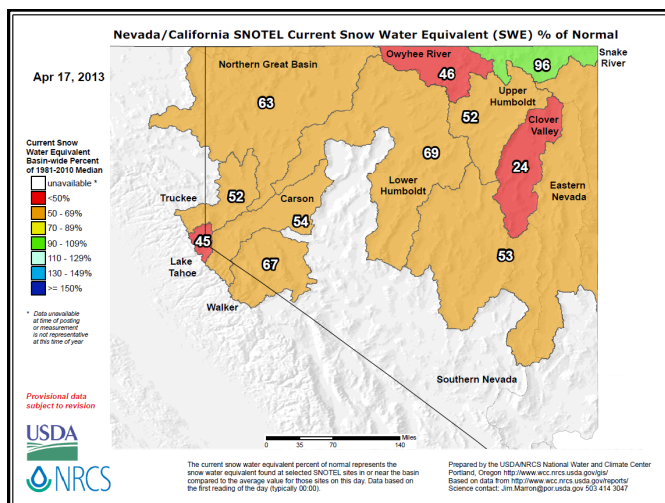 Nevada/California SNOTEL Current Snow Water Equivalent (SWE) % of Normal
Apr 17, 2013
Current Snow
Water Equivalent
Basin-wide Percent
of 1981-2010 Median
unavailable *
<50%
50 - 69%
70 - 89%
90 - 109%
110 - 129%
130 - 149%
>= 150%
* Data unavailable
at time of posting
or measurement
is not representative
at this time of year
Provisional data
subject to revision
USDA
NRCS
Northern Great Basin
63
Owyhee River
46
96
Snake
River
Upper
Humboldt
52
Clover
Valley
24
69
Lower
Humboldt
Eastern
Nevada
53
Truckee
52
Carson
54
45
Lake
Tahoe
67
Walker
Southern Nevada
0 35 70 140 Miles
The current snow water equivalent percent of normal represents the
snow water equivalent found at selected SNOTEL sites in or near the basin
compared to the average value for those sites on this day. Data based on
the first reading of the day (typically 00:00).
Prepared by the USDA/NRCS National Water and Climate Center
Portland, Oregon http://www.wcc.nrcs.usda.gov/gis/
Based on data from http://www.wcc.nrcs.usda.gov/reports/
Science contact: Jim.Marron@por.usda.gov 503 414 3047